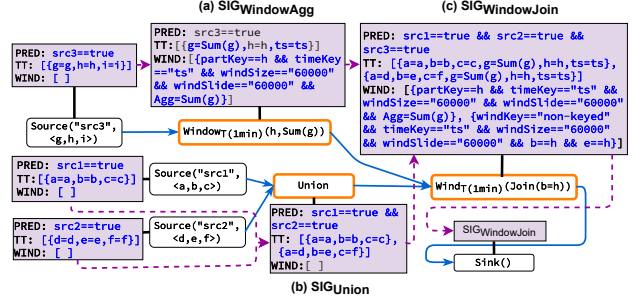 (a) SIGWindowAgg
(c) SIGWindowJoin
PRED: src3==true
TT: [{g=g,h=h,i=i}]
WIND: [ ]
PRED: src3==true
TT:[{g=Sum(g),h=h,ts=ts}]
WIND:[{partKey==h && timeKey
=="ts" && windSize=="60000"
&& windSlide=="60000" &&
Agg=Sum(g)}]
PRED: src1==true && src2==true &&
src3==true
TT: [{a=a,b=b,c=c,g=Sum(g),h=h,ts=ts},
{a=d,b=e,c=f,g=Sum(g),h=h,ts=ts}]
WIND: [{partKey==h && timeKey=="ts" &&
windSize=="60000" && windSlide=="60000"
&& Agg=Sum(g)}, {windKey=="non-keyed"
&& timeKey=="ts" && windSize=="60000" &&
windSlide=="60000" && b==h && e==h}]
Source("src3",
<g,h,i>)
WindowT(1min)(h,Sum(g))
PRED: src1==true
TT:[{a=a,b=b,c=c}]
WIND: [ ]
Source("src1",
<a,b,c>)
Union
WindT(1min)(Join(b=h))
PRED: src2==true
TT: [{d=d,e=e,f=f}]
WIND: [ ]
Source("src2",
<d,e,f>)
PRED: src1==true &&
src2==true
TT: [{a=a,b=b,c=c},
{a=d,b=e,c=f}]
WIND:[ ]
SIGWindowJoin
Sink()
(b) SIGUnion